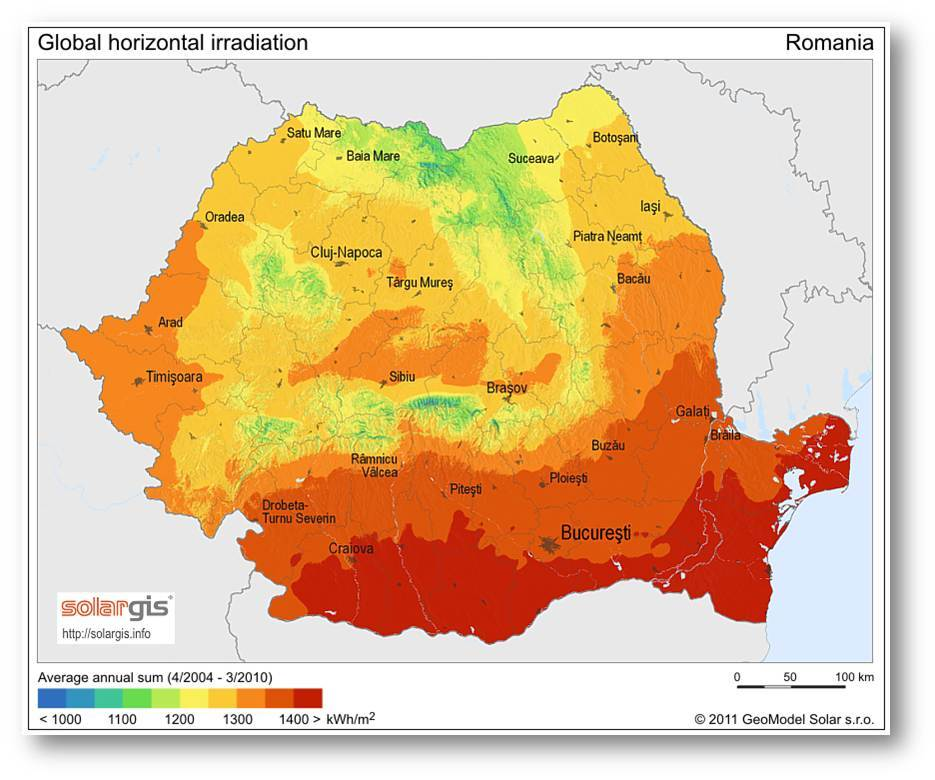 Global horizontal irradiation
Romania
Satu Mare
Baia Mare
Suceava
Botoşani
Oradea
Iaşi
Piatra Neamţ
Cluj-Napoca
Târgu Mureş
Bacău
Arad
Timişoara
Sibiu
Braşov
Galaţi
Brăila
Buzău
Râmnicu
Vâlcea
Ploieşti
Piteşti
Drobeta-
Turnu Severin
Bucureşti
Craiova
solargis
http://solargis.info
Average annual sum (4/2004 - 3/2010)
0 50 100 km
< 1000 1100 1200 1300 1400 > kWh/m²
© 2011 GeoModel Solar s.r.o.